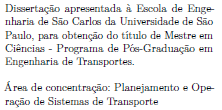 Dissertação apresentada à Escola de Enge-
nharia de São Carlos da Universidade de São
Paulo, para obtenção do título de Mestre em
Ciências - Programa de Pós-Graduação em
Engenharia de Transportes.
Área de concentração: Planejamento e Ope-
ração de Sistemas de Transporte